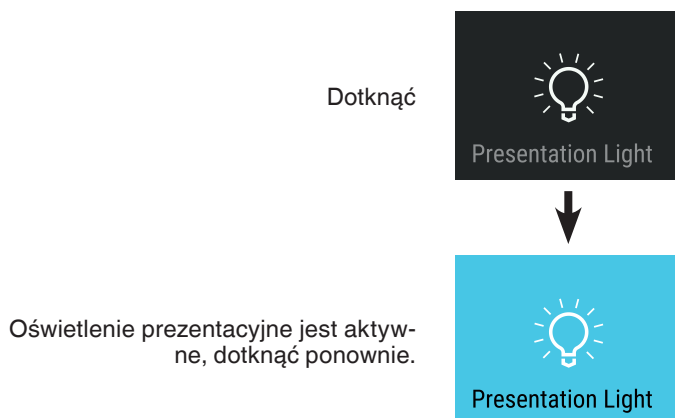 Dotknąć
Presentation Light
Oświetlenie prezentacyjne jest aktyw-
ne, dotknąć ponownie.
Presentation Light